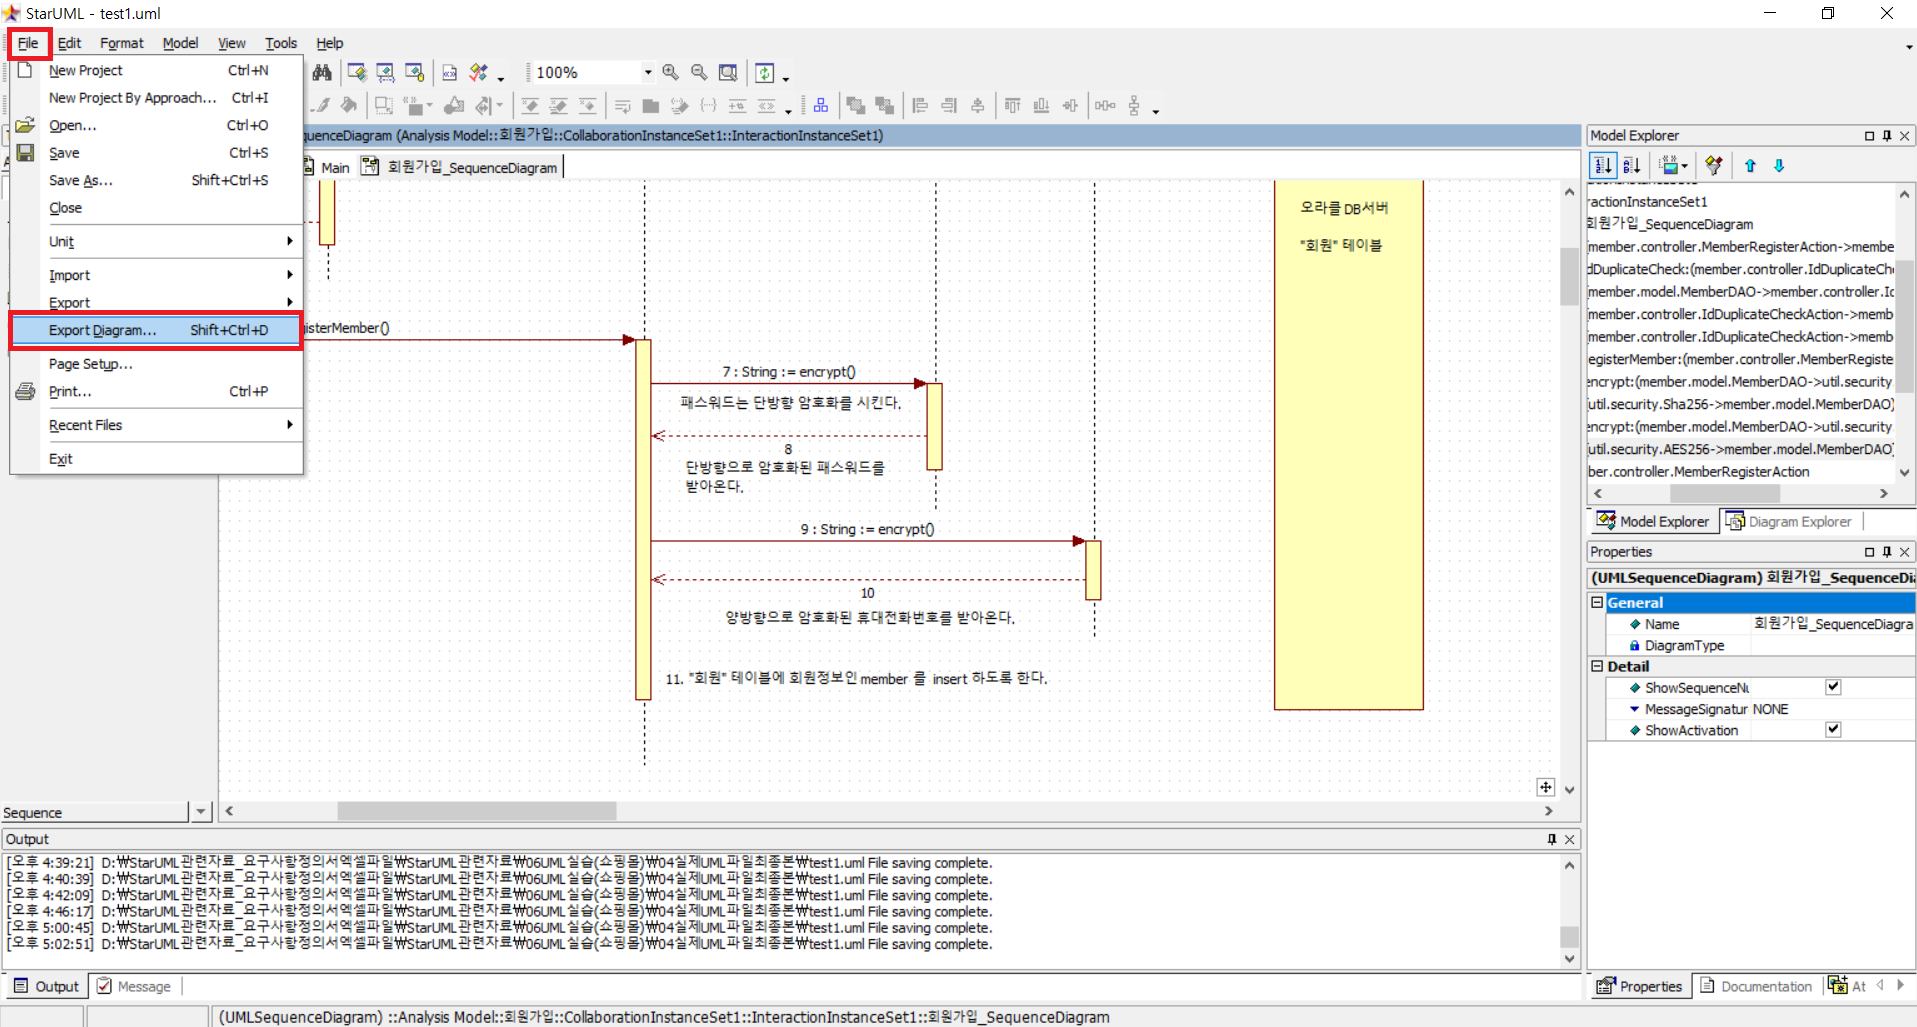 StarUML - test1.uml
File Edit Format Model View Tools Help
New Project Ctrl+N
New Project By Approach... Ctrl+I
Open... Ctrl+O
Save Ctrl+S
Save As... Shift+Ctrl+S
Close
Unit
Import
Export
Export Diagram... Shift+Ctrl+D
Page Setup...
Print... Ctrl+P
Recent Files
Exit
100%
quenceDiagram (Analysis Model::회원가입::CollaborationInstanceSet1::InteractionInstanceSet1)
Main 회원가입_SequenceDiagram
오라클 DB서버
"회원" 테이블
isterMember()
7 : String := encrypt()
패스워드는 단방향 암호화를 시킨다.
8
단방향으로 암호화된 패스워드를
받아온다.
9 : String := encrypt()
10
양방향으로 암호화된 휴대전화번호를 받아온다.
11. "회원" 테이블에 회원정보인 member 를 insert 하도록 한다.
Model Explorer
ractionInstanceSet1
회원가입_SequenceDiagram
(member.controller.MemberRegisterAction->membe
dDuplicateCheck:(member.controller.IdDuplicateCh
(member.model.MemberDAO->member.controller.Id
(member.controller.IdDuplicateCheckAction->memb
(member.controller.IdDuplicateCheckAction->memb
egisterMember:(member.controller.MemberRegiste
encrypt:(member.model.MemberDAO->util.security
(util.security.Sha256->member.model.MemberDAO)
encrypt:(member.model.MemberDAO->util.security
(util.security.AES256->member.model.MemberDAO)
ber.controller.MemberRegisterAction
Model Explorer Diagram Explorer
Properties
(UMLSequenceDiagram) 회원가입_SequenceDi
General
Name 회원가입_SequenceDiagra
DiagramType
Detail
ShowSequenceNu
MessageSignatur NONE
ShowActivation
Sequence
Output
[오후 4:39:21] D:₩StarUML관련자료_요구사항정의서엑셀파일₩StarUML관련자료₩06UML실습(쇼핑몰)₩04실제UML파일최종본₩test1.uml File saving complete.
[오후 4:40:39] D:₩StarUML관련자료_요구사항정의서엑셀파일₩StarUML관련자료₩06UML실습(쇼핑몰)₩04실제UML파일최종본₩test1.uml File saving complete.
[오후 4:42:09] D:₩StarUML관련자료_요구사항정의서엑셀파일₩StarUML관련자료₩06UML실습(쇼핑몰)₩04실제UML파일최종본₩test1.uml File saving complete.
[오후 4:46:17] D:₩StarUML관련자료_요구사항정의서엑셀파일₩StarUML관련자료₩06UML실습(쇼핑몰)₩04실제UML파일최종본₩test1.uml File saving complete.
[오후 5:00:45] D:₩StarUML관련자료_요구사항정의서엑셀파일₩StarUML관련자료₩06UML실습(쇼핑몰)₩04실제UML파일최종본₩test1.uml File saving complete.
[오후 5:02:51] D:₩StarUML관련자료_요구사항정의서엑셀파일₩StarUML관련자료₩06UML실습(쇼핑몰)₩04실제UML파일최종본₩test1.uml File saving complete.
Output Message
Properties Documentation At
(UMLSequenceDiagram) ::Analysis Model::회원가입::CollaborationInstanceSet1::InteractionInstanceSet1::회원가입_SequenceDiagram